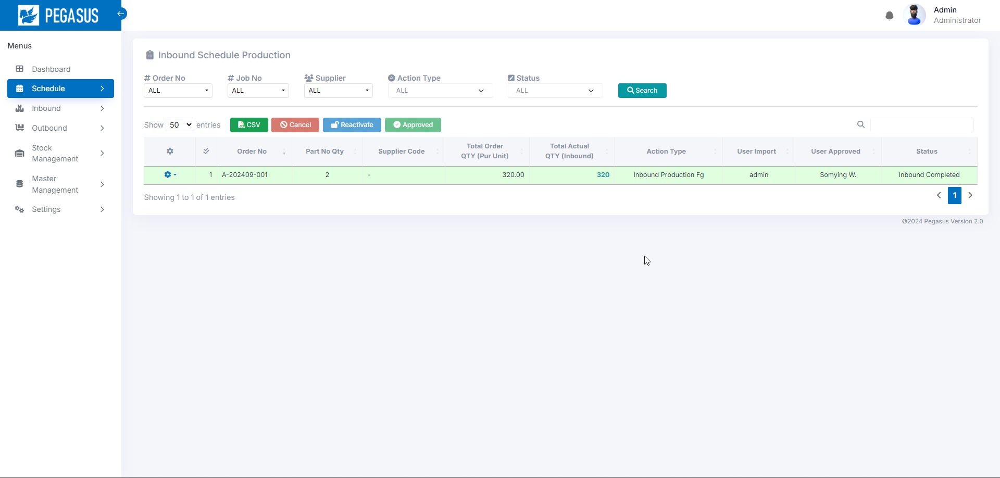 PEGASUS
Admin
Administrator
Menus
Dashboard
Schedule
Inbound
Outbound
Stock
Management
Master
Management
Settings
Inbound Schedule Production
Order No
Job No
Supplier
Action Type
Status
ALL
ALL
ALL
ALL
ALL
Search
Show 50 entries
CSV
Cancel
Reactivate
Approved
Order No
Part No Qty
Supplier Code
Total Order
QTY (Pur Unit)
Total Actual
QTY (Inbound)
Action Type
User Import
User Approved
Status
1 A-202409-001 2 - 320.00 320 Inbound Production Fg admin Somying W. Inbound Completed
Showing 1 to 1 of 1 entries
1
©2024 Pegasus Version 2.0